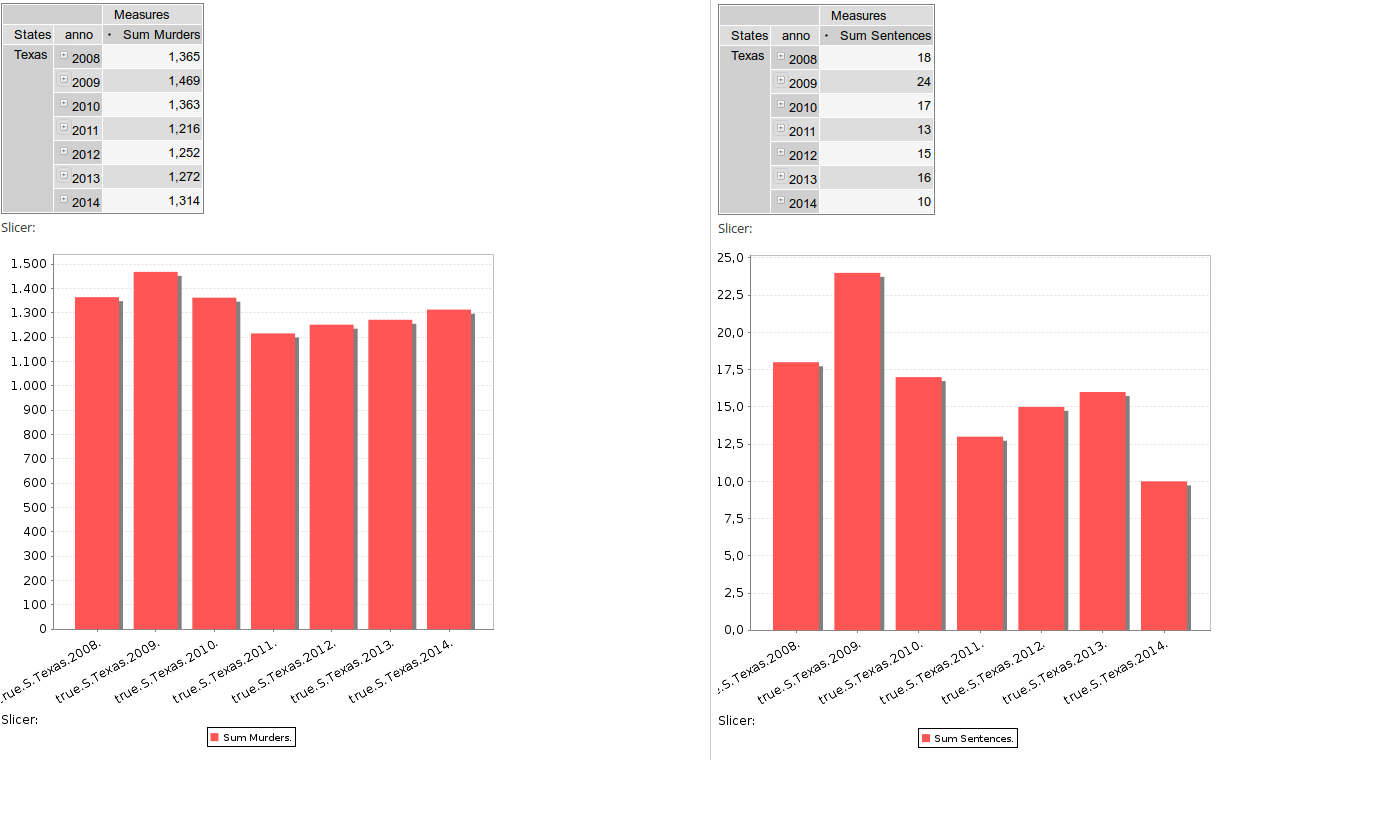 Measures
States anno • Sum Murders
Texas 2008 1,365
2009 1,469
2010 1,363
2011 1,216
2012 1,252
2013 1,272
2014 1,314
Slicer:
1.500
1.400
1.300
1.200
1.100
1.000
900
800
700
600
500
400
300
200
100
0
rue.S.Texas.2008.
true.S.Texas.2009.
true.S.Texas.2010.
true.S.Texas.2011.
true.S.Texas.2012.
true.S.Texas.2013.
true.S.Texas.2014.
Slicer:
Sum Murders.
Measures
States anno • Sum Sentences
Texas 2008 18
2009 24
2010 17
2011 13
2012 15
2013 16
2014 10
Slicer:
25,0
22,5
20,0
17,5
15,0
12,5
10,0
7,5
5,0
2,5
0,0
.S.Texas.2008.
true.S.Texas.2009.
true.S.Texas.2010.
true.S.Texas.2011.
true.S.Texas.2012.
true.S.Texas.2013.
true.S.Texas.2014.
Slicer:
Sum Sentences.